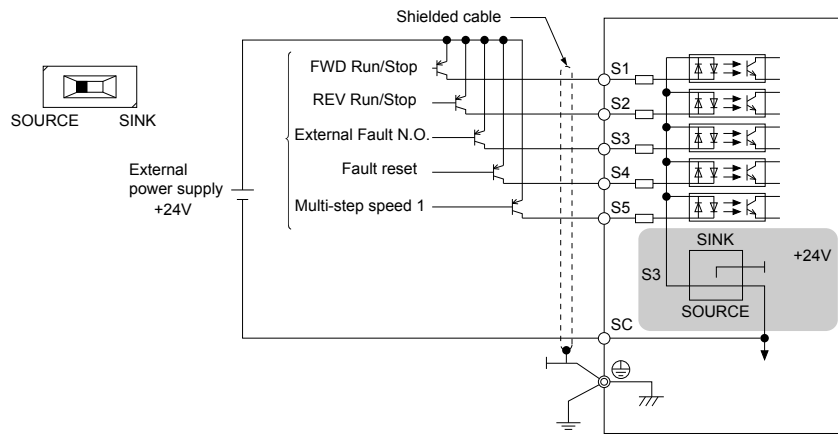 Shielded cable
FWD Run/Stop
REV Run/Stop
External Fault N.O.
Fault reset
Multi-step speed 1
SOURCE
SINK
External
power supply
+24V
S1
S2
S3
S4
S5
SINK
+24V
S3
SOURCE
SC